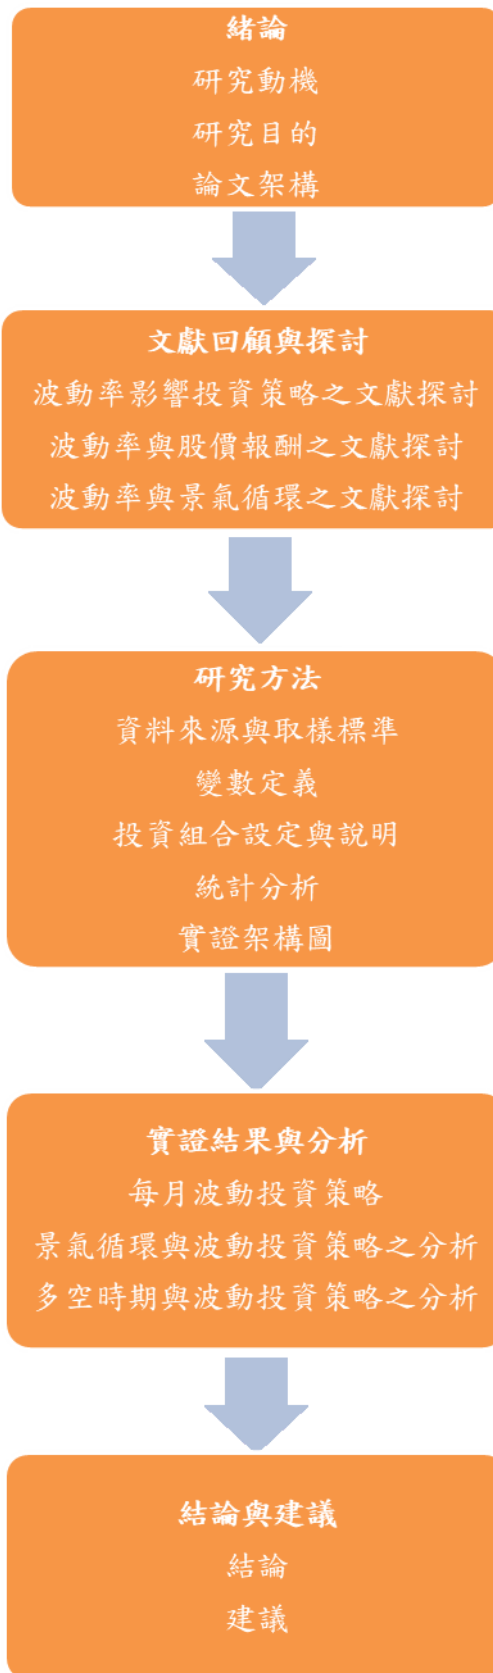 緒論
研究動機
研究目的
論文架構
文獻回顧與探討
波動率影響投資策略之文獻探討
波動率與股價報酬之文獻探討
波動率與景氣循環之文獻探討
研究方法
資料來源與取樣標準
變數定義
投資組合設定與說明
統計分析
實證架構圖
實證結果與分析
每月波動投資策略
景氣循環與波動投資策略之分析
多空時期與波動投資策略之分析
結論與建議
結論
建議